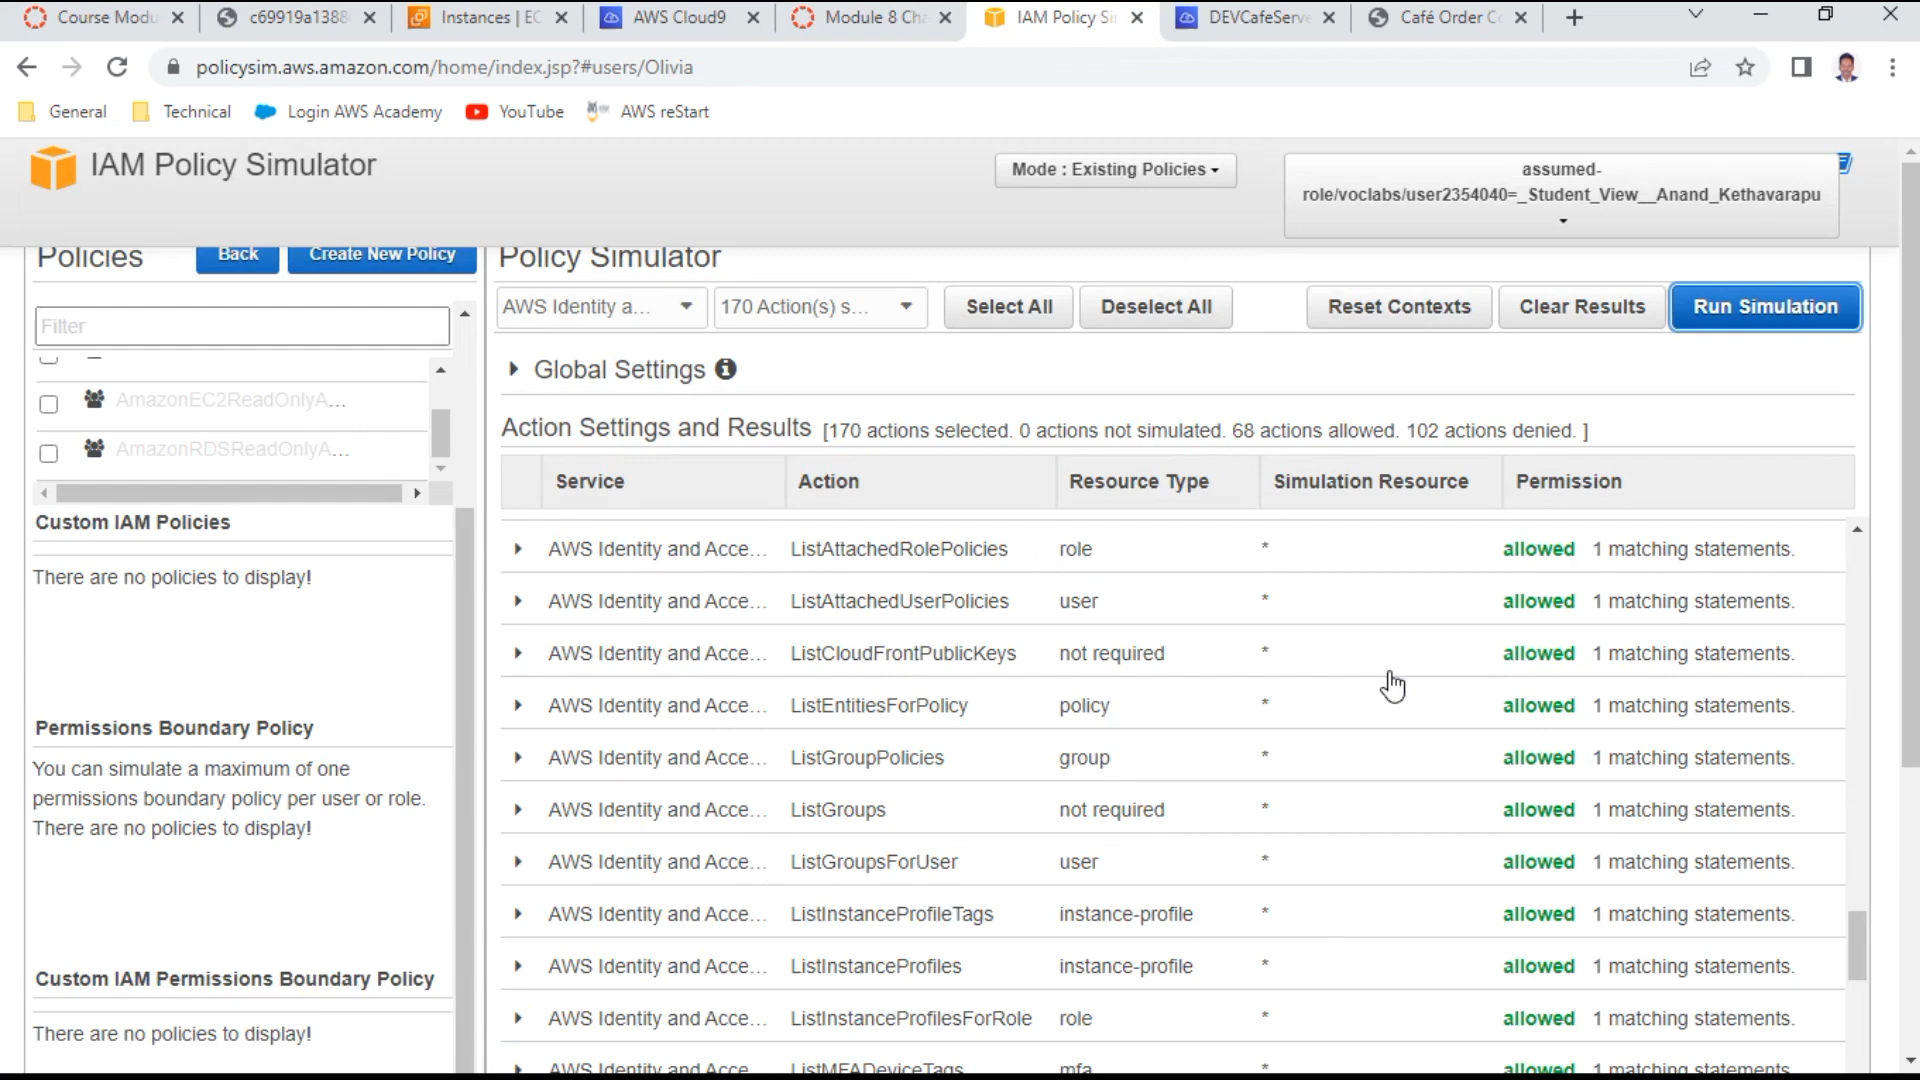 Course Modu
c69919a1388
Instances | EC
AWS Cloud9
Module 8 Cha
IAM Policy Sim
DEVCafeServe
Café Order Co
policysim.aws.amazon.com/home/index.jsp?#users/Olivia
General
Technical
Login AWS Academy
YouTube
AWS reStart
IAM Policy Simulator
Mode : Existing Policies
assumed-
role/voclabs/user2354040=_Student_View__Anand_Kethavarapu
Policies
Back
Create New Policy
Policy Simulator
Filter
AWS Identity a...
170 Action(s) s...
Select All
Deselect All
Reset Contexts
Clear Results
Run Simulation
AmazonEC2ReadOnlyA...
AmazonRDSReadOnlyA...
Custom IAM Policies
There are no policies to display!
Permissions Boundary Policy
You can simulate a maximum of one
permissions boundary policy per user or role.
There are no policies to display!
Custom IAM Permissions Boundary Policy
There are no policies to display!
Global Settings
Action Settings and Results [170 actions selected. 0 actions not simulated. 68 actions allowed. 102 actions denied. ]
Service Action Resource Type Simulation Resource Permission
AWS Identity and Acce... ListAttachedRolePolicies role * allowed 1 matching statements.
AWS Identity and Acce... ListAttachedUserPolicies user * allowed 1 matching statements.
AWS Identity and Acce... ListCloudFrontPublicKeys not required * allowed 1 matching statements.
AWS Identity and Acce... ListEntitiesForPolicy policy * allowed 1 matching statements.
AWS Identity and Acce... ListGroupPolicies group * allowed 1 matching statements.
AWS Identity and Acce... ListGroups not required * allowed 1 matching statements.
AWS Identity and Acce... ListGroupsForUser user * allowed 1 matching statements.
AWS Identity and Acce... ListInstanceProfileTags instance-profile * allowed 1 matching statements.
AWS Identity and Acce... ListInstanceProfiles instance-profile * allowed 1 matching statements.
AWS Identity and Acce... ListInstanceProfilesForRole role * allowed 1 matching statements.
AWS Identity and Acce... ListMFADeviceTags mfa * allowed 1 matching statements.